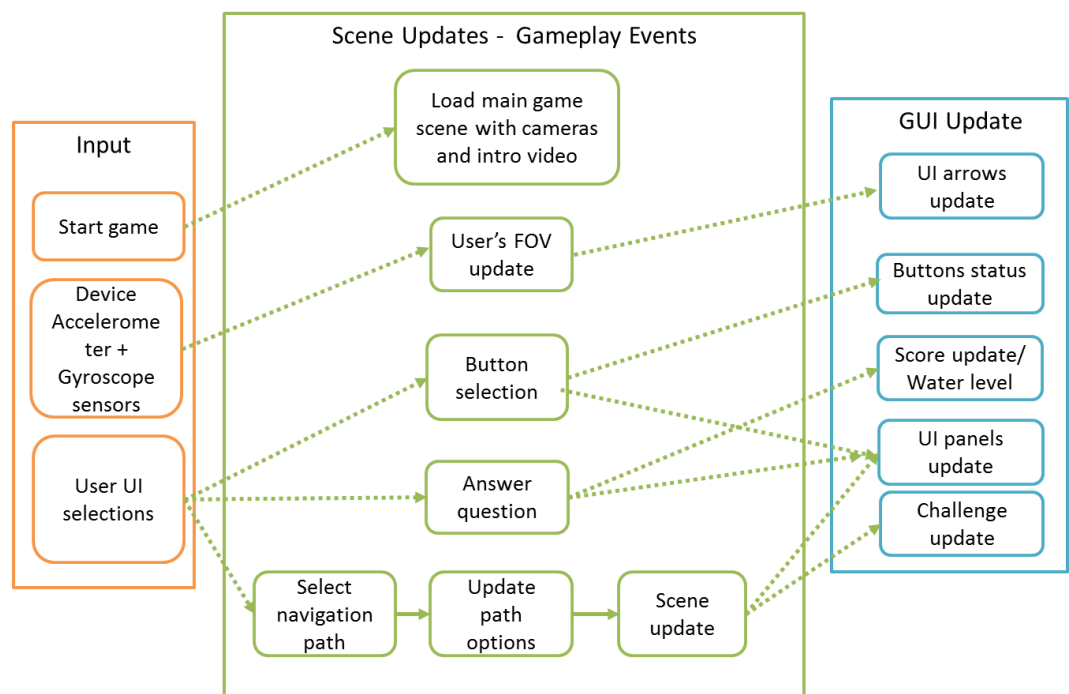 Scene Updates - Gameplay Events
Input
Start game
Device
Accelerome
ter +
Gyroscope
sensors
User UI
selections
Load main game
scene with cameras
and intro video
User’s FOV
update
Button
selection
Answer
question
Select
navigation
path
Update
path
options
Scene
update
GUI Update
UI arrows
update
Buttons status
update
Score update/
Water level
UI panels
update
Challenge
update